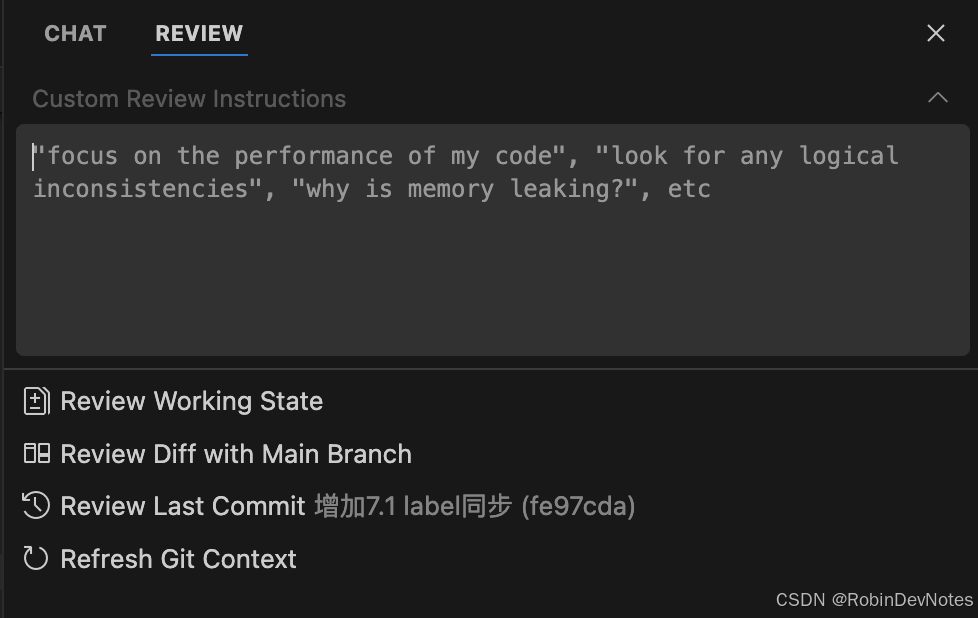 CHAT REVIEW
Custom Review Instructions
"focus on the performance of my code", "look for any logical
inconsistencies", "why is memory leaking?", etc
Review Working State
Review Diff with Main Branch
Review Last Commit 增加7.1 label同步 (fe97cda)
Refresh Git Context
CSDN @RobinDevNotes